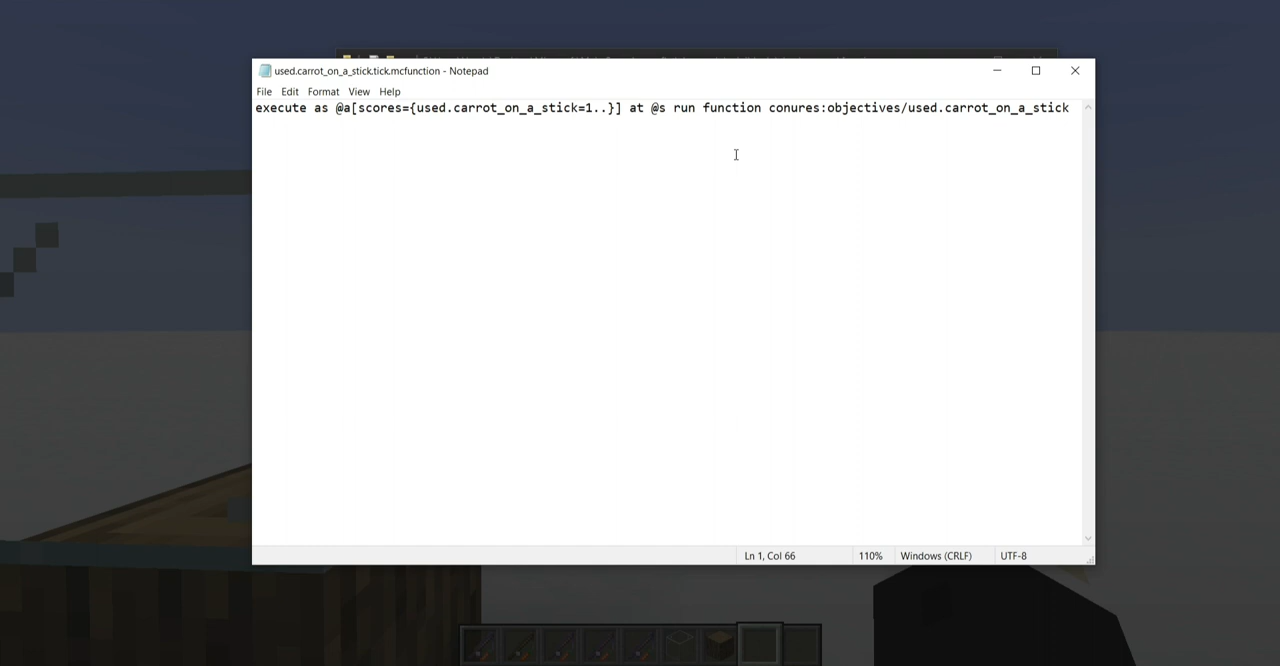 used.carrot_on_a_stick.tick.mcfunction - Notepad
File Edit Format View Help
execute as @a[scores={used.carrot_on_a_stick=1..}] at @s run function conures:objectives/used.carrot_on_a_stick
Ln 1, Col 66 110% Windows (CRLF) UTF-8